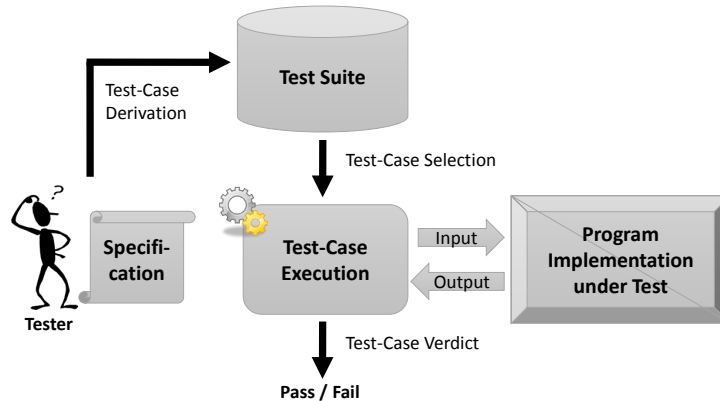 Test Suite
Test-Case
Derivation
Test-Case Selection
?
Specifi-
cation
Tester
Test-Case
Execution
Input
Output
Program
Implementation
under Test
Test-Case Verdict
Pass / Fail